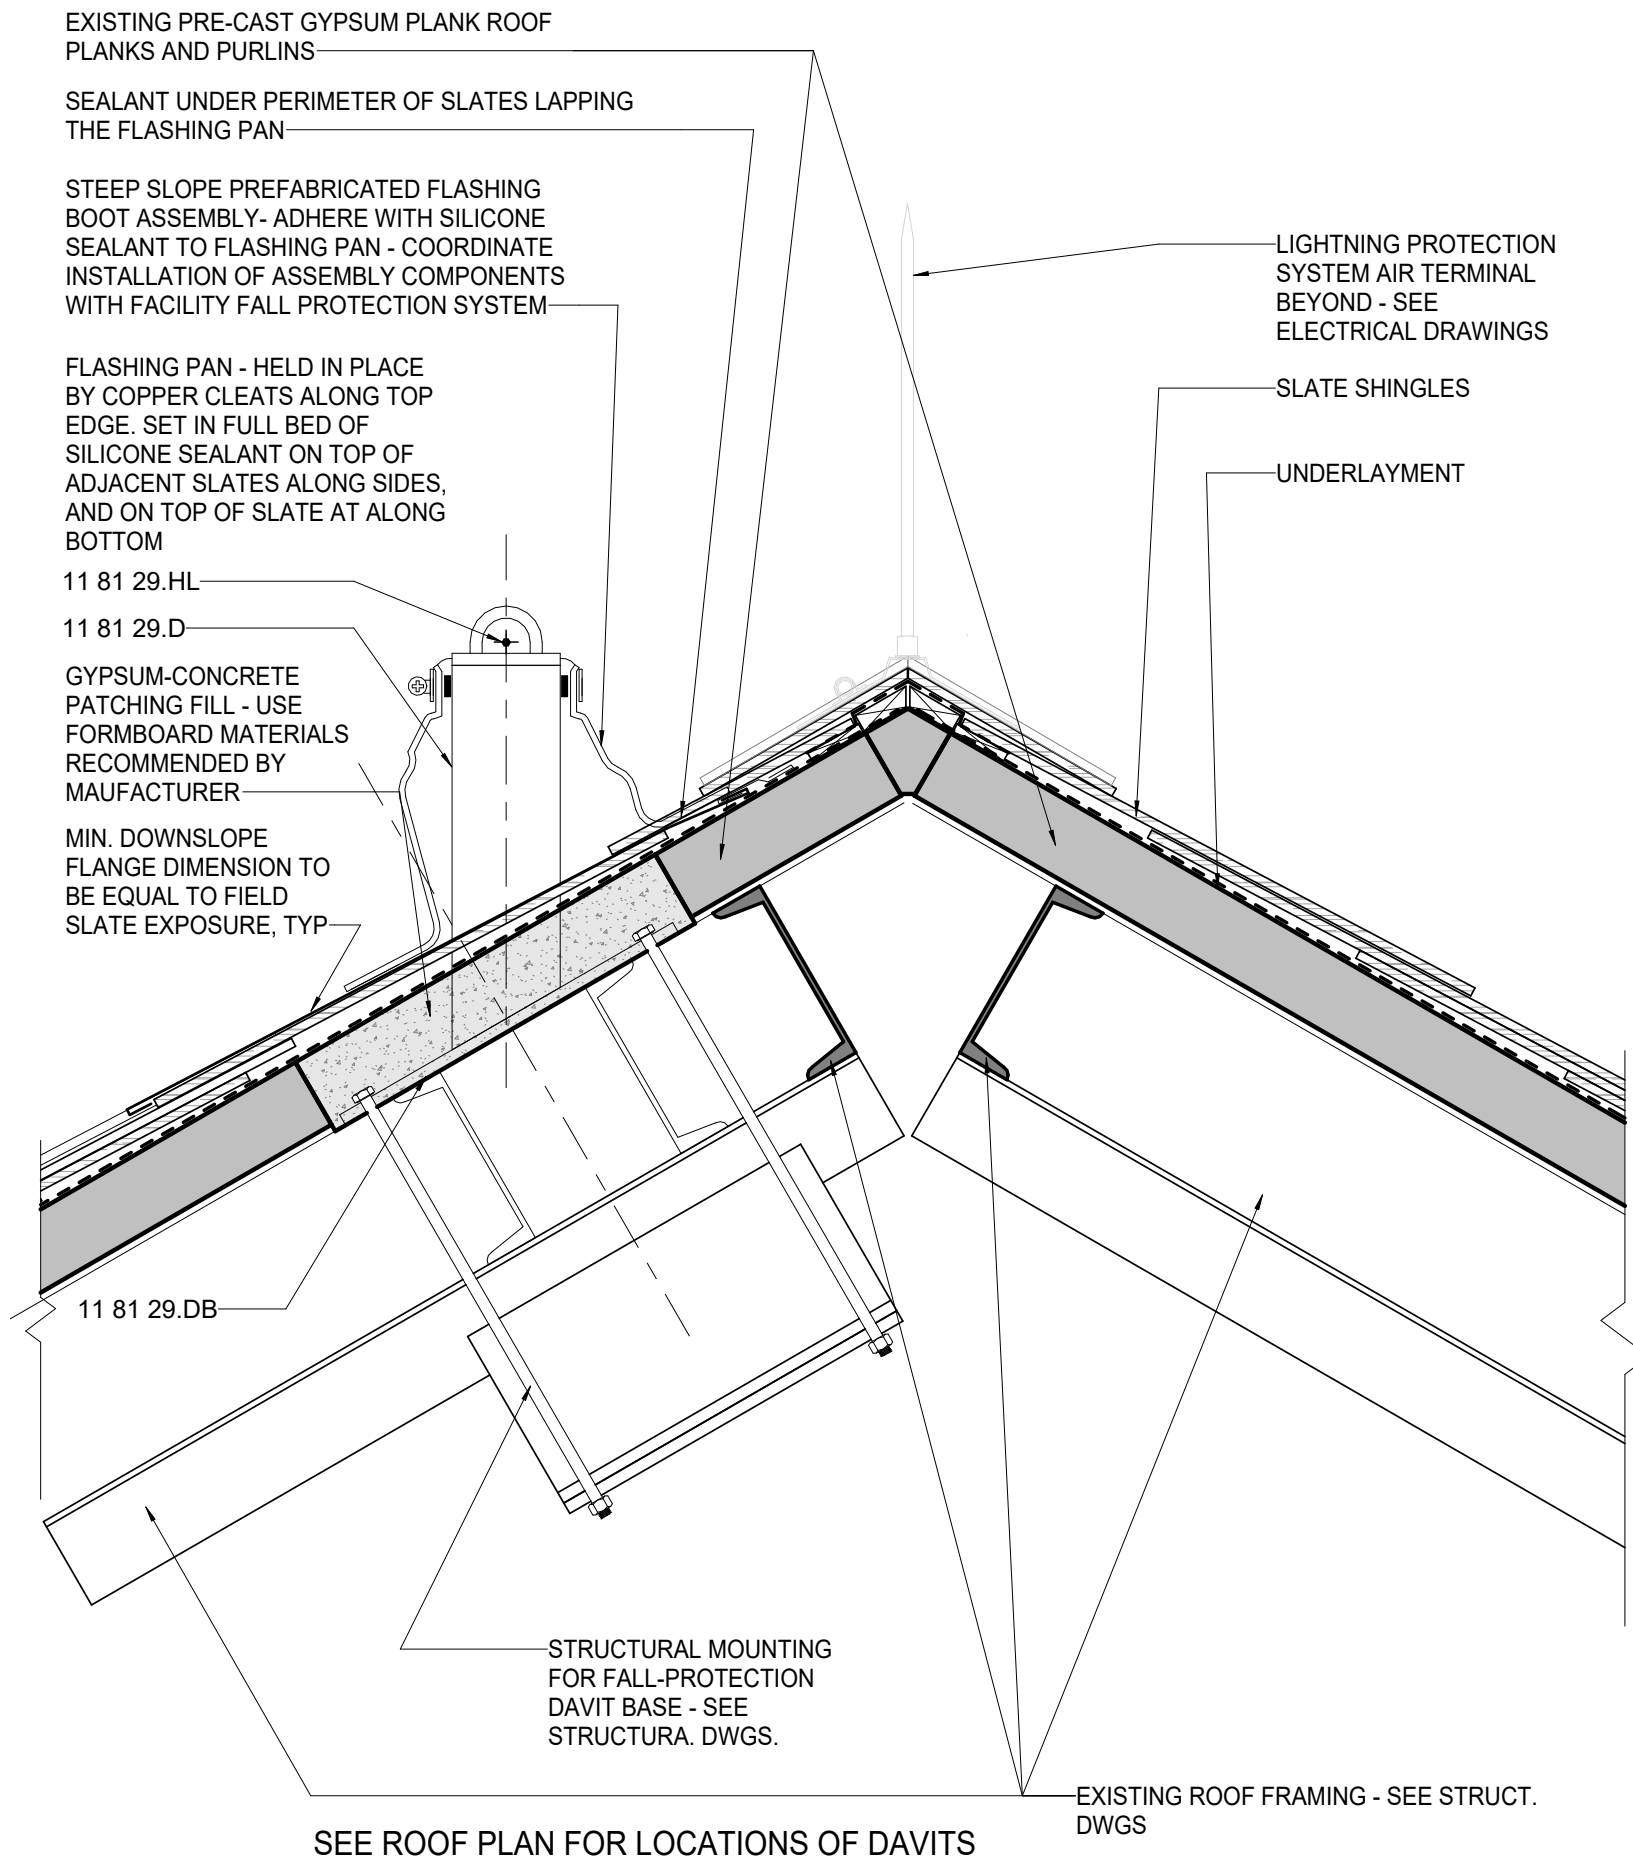 EXISTING PRE-CAST GYPSUM PLANK ROOF
PLANKS AND PURLINS
SEALANT UNDER PERIMETER OF SLATES LAPPING
THE FLASHING PAN
STEEP SLOPE PREFABRICATED FLASHING
BOOT ASSEMBLY- ADHERE WITH SILICONE
SEALANT TO FLASHING PAN - COORDINATE
INSTALLATION OF ASSEMBLY COMPONENTS
WITH FACILITY FALL PROTECTION SYSTEM
FLASHING PAN - HELD IN PLACE
BY COPPER CLEATS ALONG TOP
EDGE. SET IN FULL BED OF
SILICONE SEALANT ON TOP OF
ADJACENT SLATES ALONG SIDES,
AND ON TOP OF SLATE AT ALONG
BOTTOM
11 81 29.HL
11 81 29.D
GYPSUM-CONCRETE
PATCHING FILL - USE
FORMBOARD MATERIALS
RECOMMENDED BY
MAUFACTURER
MIN. DOWNSLOPE
FLANGE DIMENSION TO
BE EQUAL TO FIELD
SLATE EXPOSURE, TYP
11 81 29.DB
LIGHTNING PROTECTION
SYSTEM AIR TERMINAL
BEYOND - SEE
ELECTRICAL DRAWINGS
SLATE SHINGLES
UNDERLAYMENT
STRUCTURAL MOUNTING
FOR FALL-PROTECTION
DAVIT BASE - SEE
STRUCTURA. DWGS.
EXISTING ROOF FRAMING - SEE STRUCT.
DWGS
SEE ROOF PLAN FOR LOCATIONS OF DAVITS